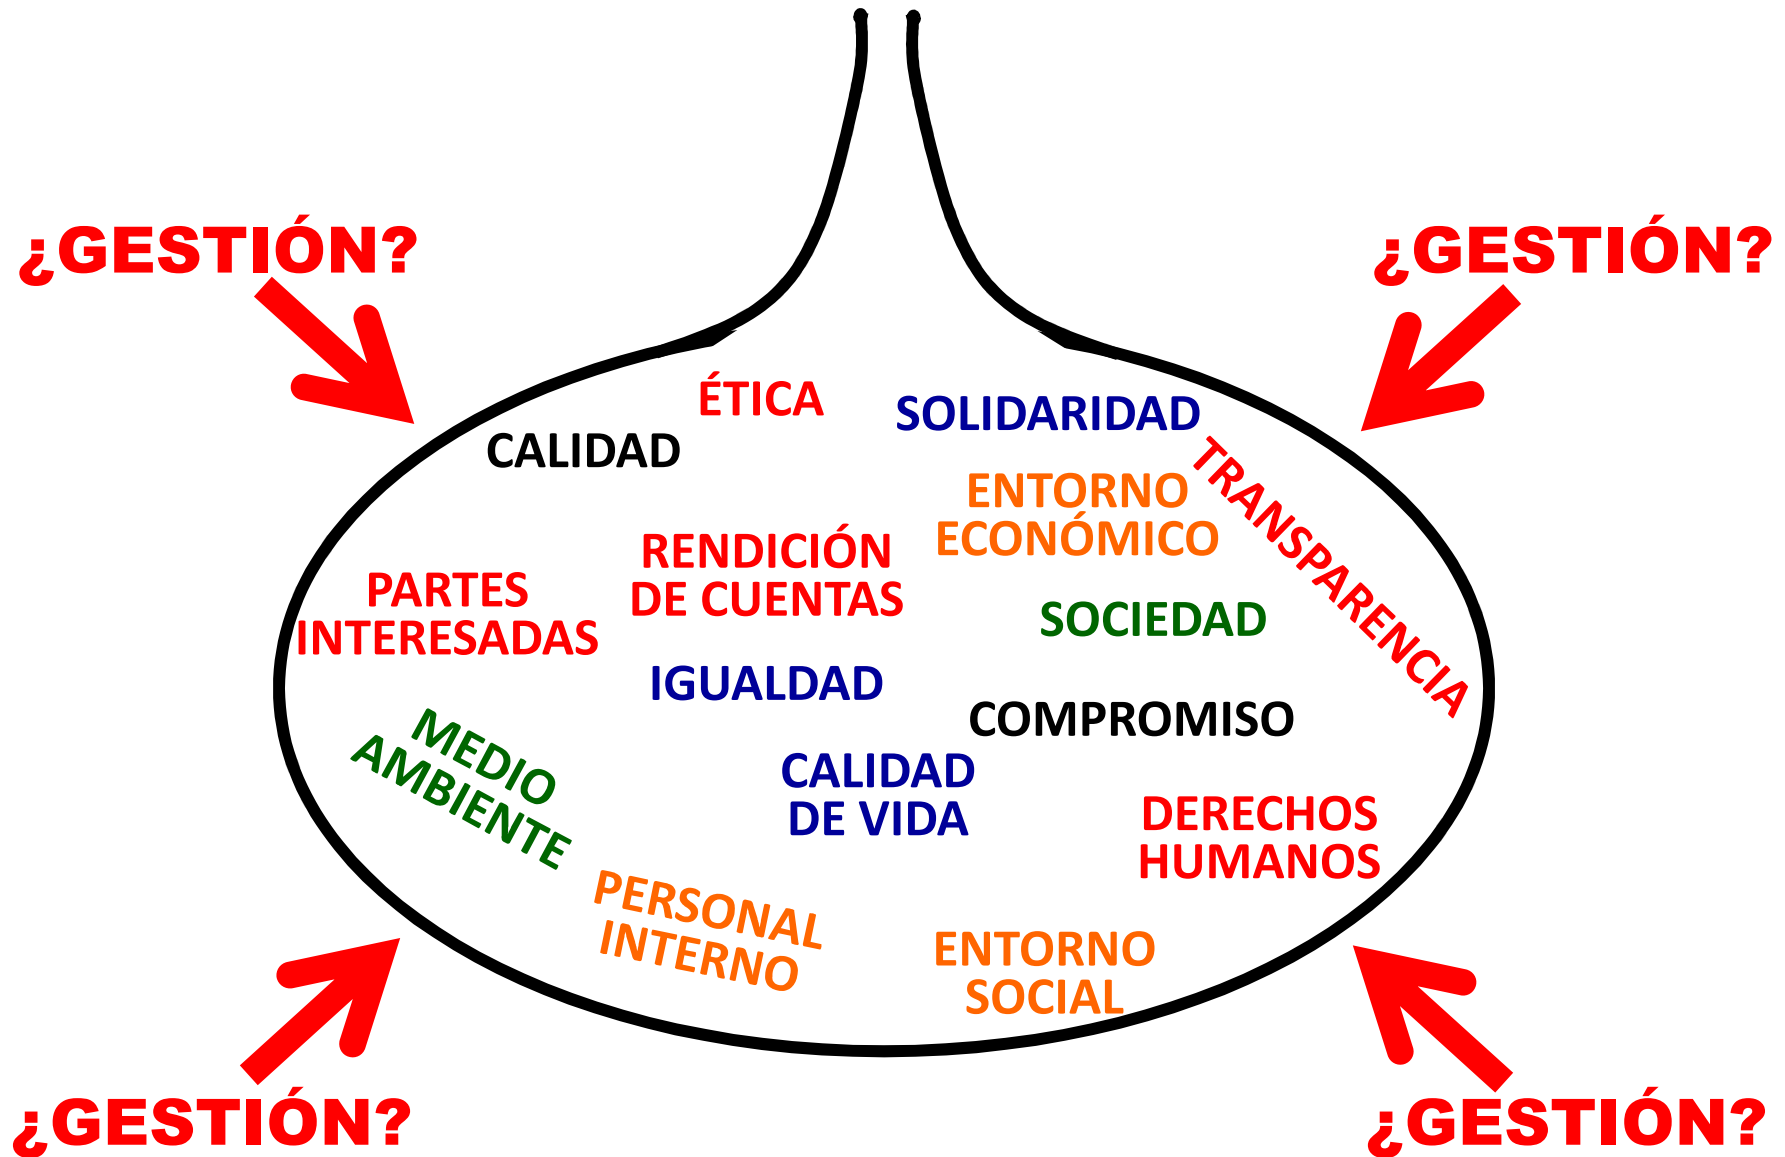 ¿GESTIÓN?
¿GESTIÓN?
ÉTICA
SOLIDARIDAD
CALIDAD
TRANSPARENCIA
ENTORNO
ECONÓMICO
RENDICIÓN
DE CUENTAS
PARTES
INTERESADAS
SOCIEDAD
IGUALDAD
COMPROMISO
MEDIO
AMBIENTE
CALIDAD
DE VIDA
DERECHOS
HUMANOS
PERSONAL
INTERNO
ENTORNO
SOCIAL
¿GESTIÓN?
¿GESTIÓN?